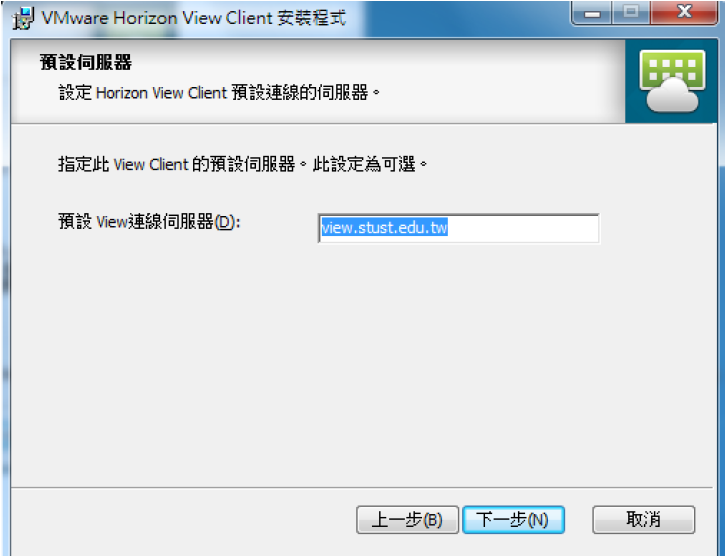 VMware Horizon View Client 安裝程式
預設伺服器
設定 Horizon View Client 預設連線的伺服器。
指定此 View Client 的預設伺服器。此設定為可選。
預設 View連線伺服器(D):
view.stust.edu.tw
上一步(B)
下一步(N)
取消